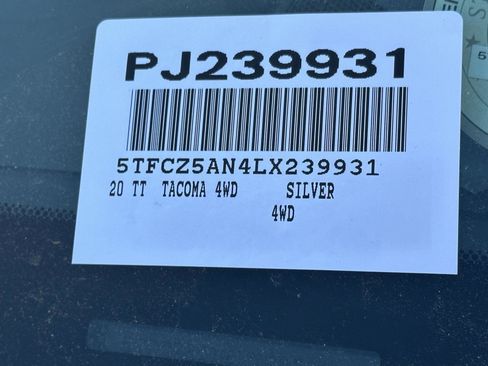 PJ239931
5TFCZ5AN4LX239931
20 TT TACOMA 4WD SILVER
4WD